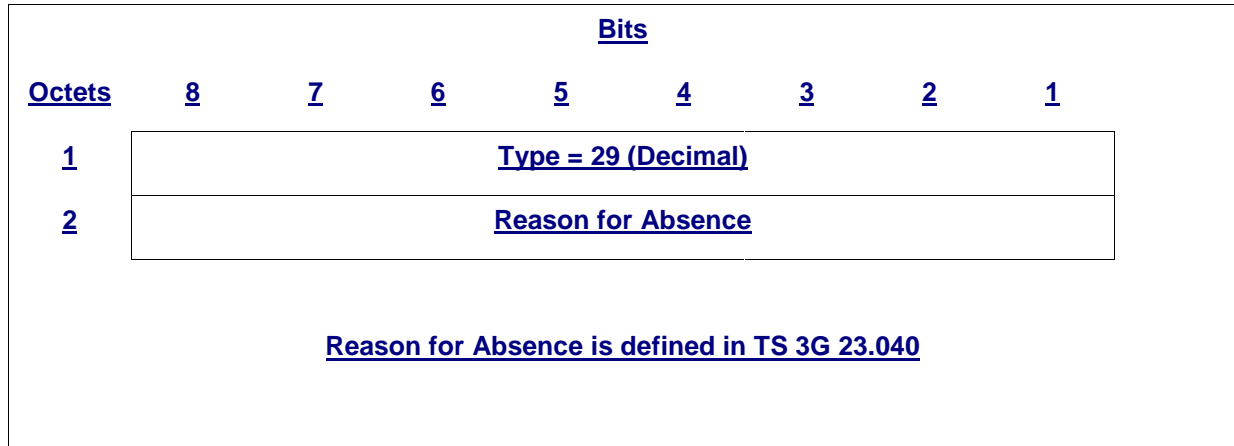 Bits
Octets 8 7 6 5 4 3 2 1
1 Type = 29 (Decimal)
2 Reason for Absence
Reason for Absence is defined in TS 3G 23.040